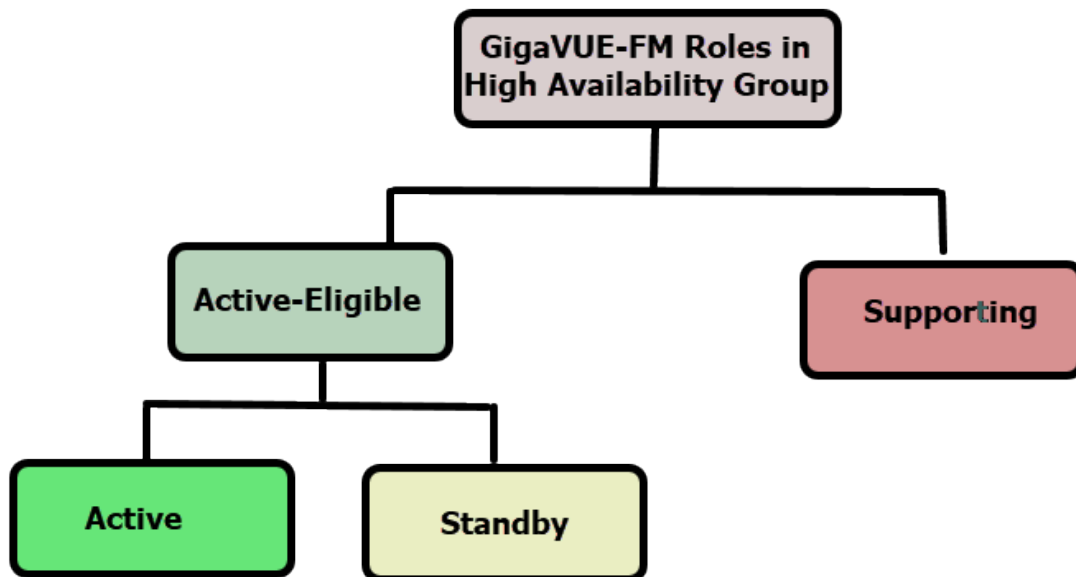 GigaVUE-FM Roles in
High Availability Group
Active-Eligible
Supporting
Active
Standby